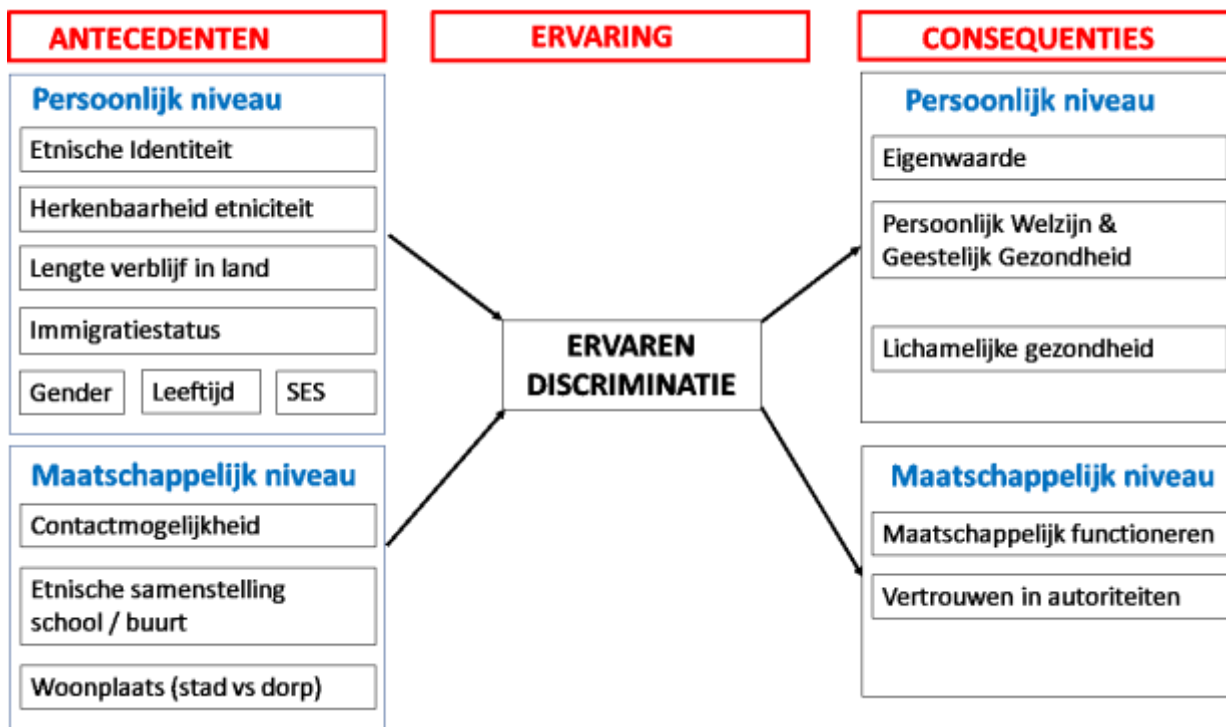 ANTECEDENTEN
Persoonlijk niveau
Etnische Identiteit
Herkenbaarheid etniciteit
Lengte verblijf in land
Immigratiestatus
Gender
Leeftijd
SES
Maatschappelijk niveau
Contactmogelijkheid
Etnische samenstelling
school / buurt
Woonplaats (stad vs dorp)
ERVARING
ERVAREN
DISCRIMINATIE
CONSEQUENTIES
Persoonlijk niveau
Eigenwaarde
Persoonlijk Welzijn &
Geestelijk Gezondheid
Lichamelijke gezondheid
Maatschappelijk niveau
Maatschappelijk functioneren
Vertrouwen in autoriteiten